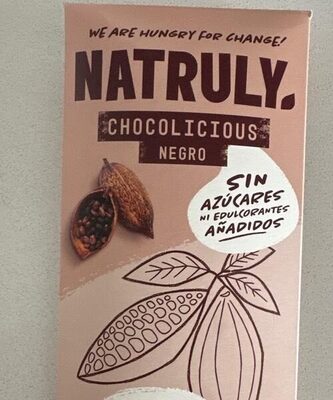 WE ARE HUNGRY FOR CHANGE!
NATRULY.
CHOCOLICIOUS
NEGRO
SIN
AZÚCARES
NI EDULCORANTES
AÑADIDOS